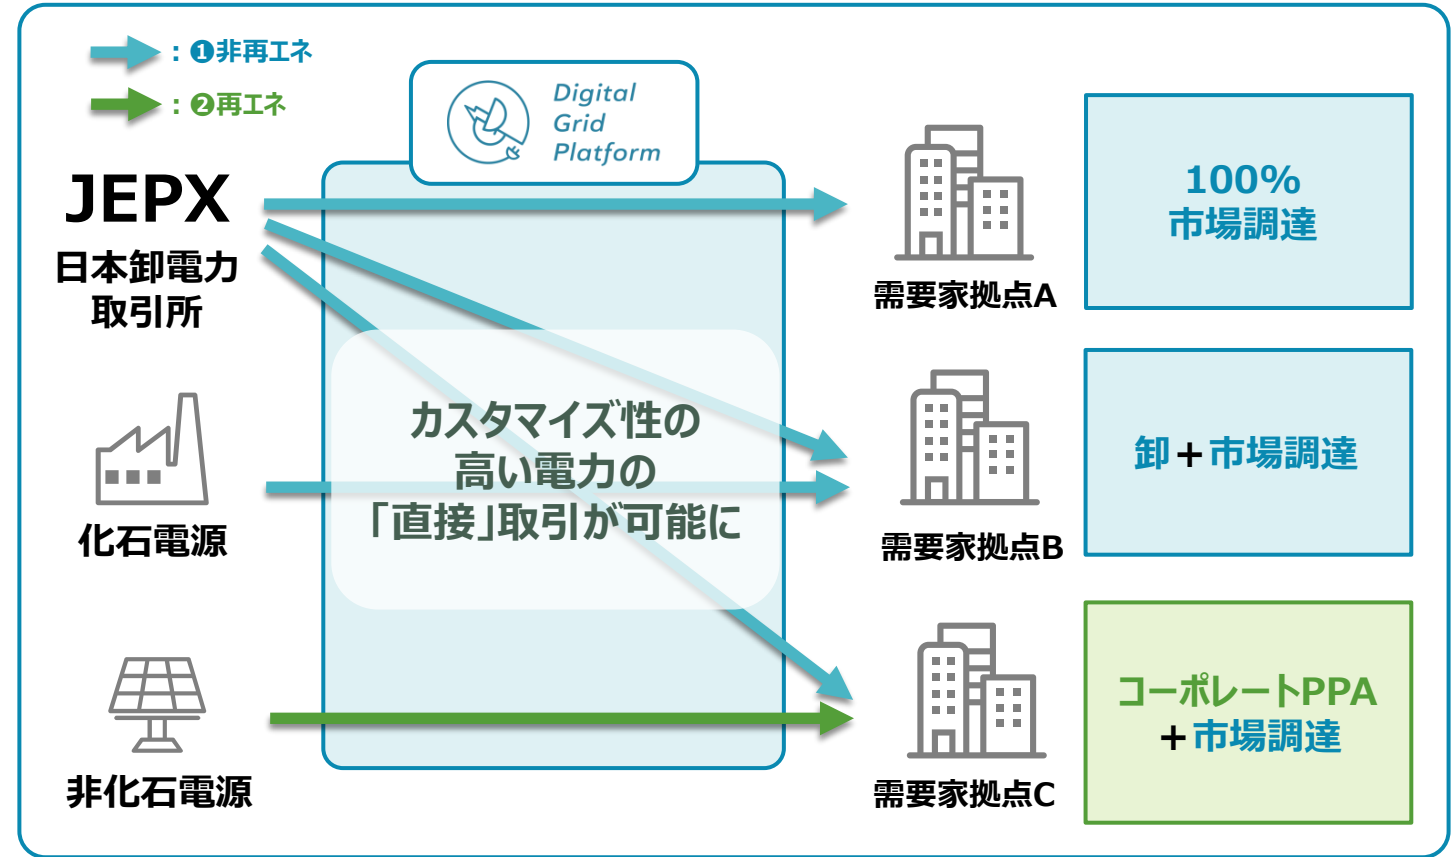 ：❶非再エネ
：❷再エネ
Digital
Grid
Platform
JEPX
日本卸電力
取引所
化石電源
非化石電源
カスタマイズ性の
高い電力の
「直接」取引が可能に
需要家拠点A
100%
市場調達
需要家拠点B
卸＋市場調達
需要家拠点C
コーポレートPPA
＋市場調達